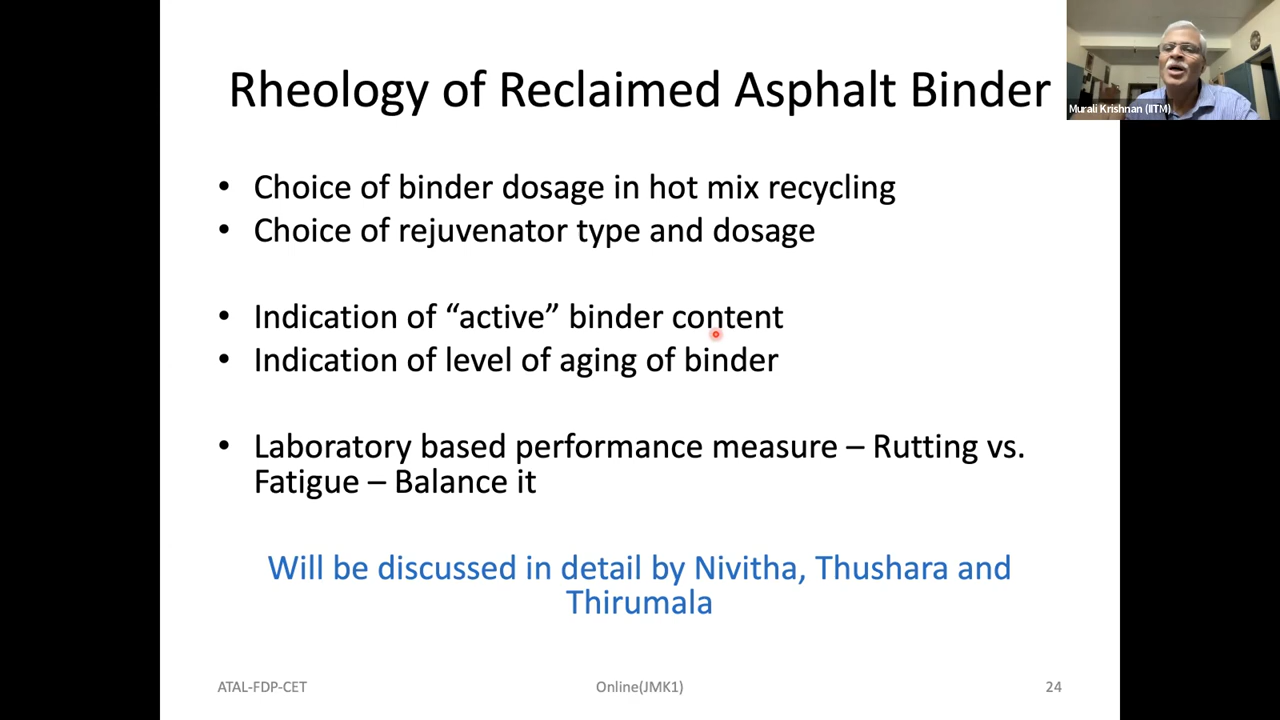 Rheology of Reclaimed Asphalt Binder
Murali Krishnan (IITM)
• Choice of binder dosage in hot mix recycling
• Choice of rejuvenator type and dosage
• Indication of “active” binder content
• Indication of level of aging of binder
• Laboratory based performance measure – Rutting vs.
Fatigue – Balance it
Will be discussed in detail by Nivitha, Thushara and
Thirumala
ATAL-FDP-CET
Online(JMK1)
24